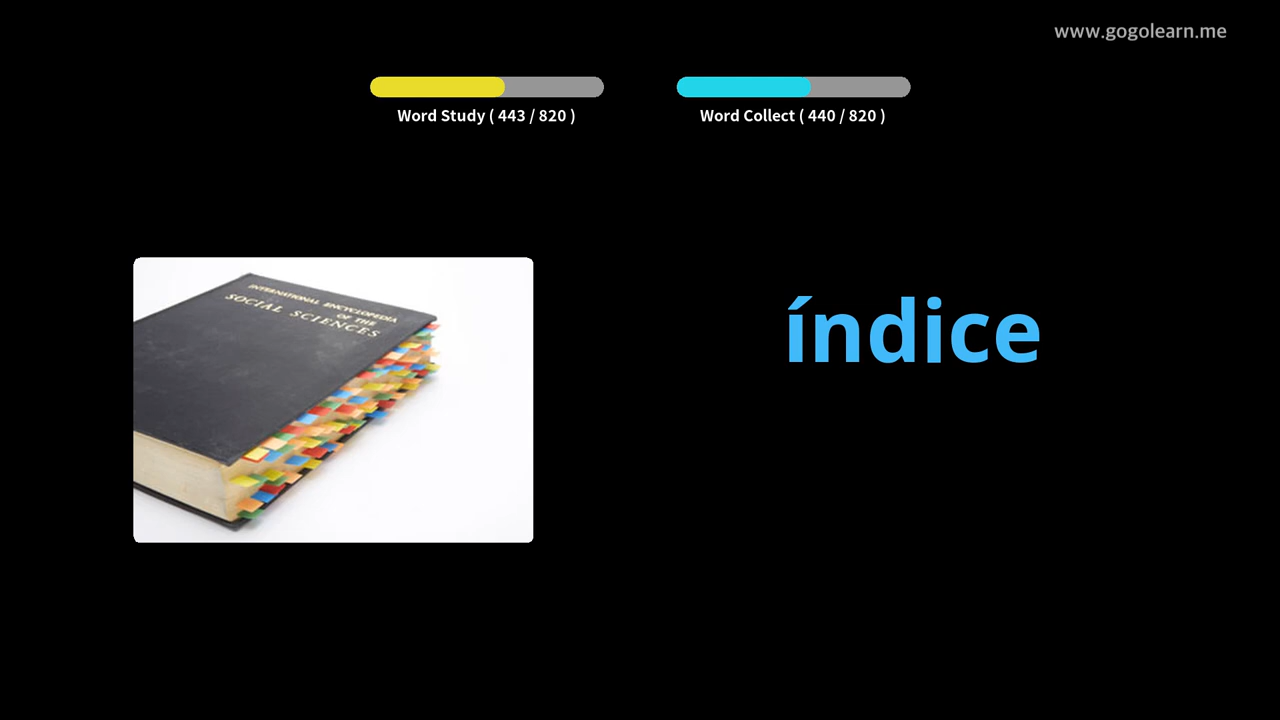 www.gogolearn.me
Word Study ( 443 / 820 )
Word Collect ( 440 / 820 )
INTERNATIONAL ENCYCLOPEDIA
OF THE
SOCIAL SCIENCES
índice